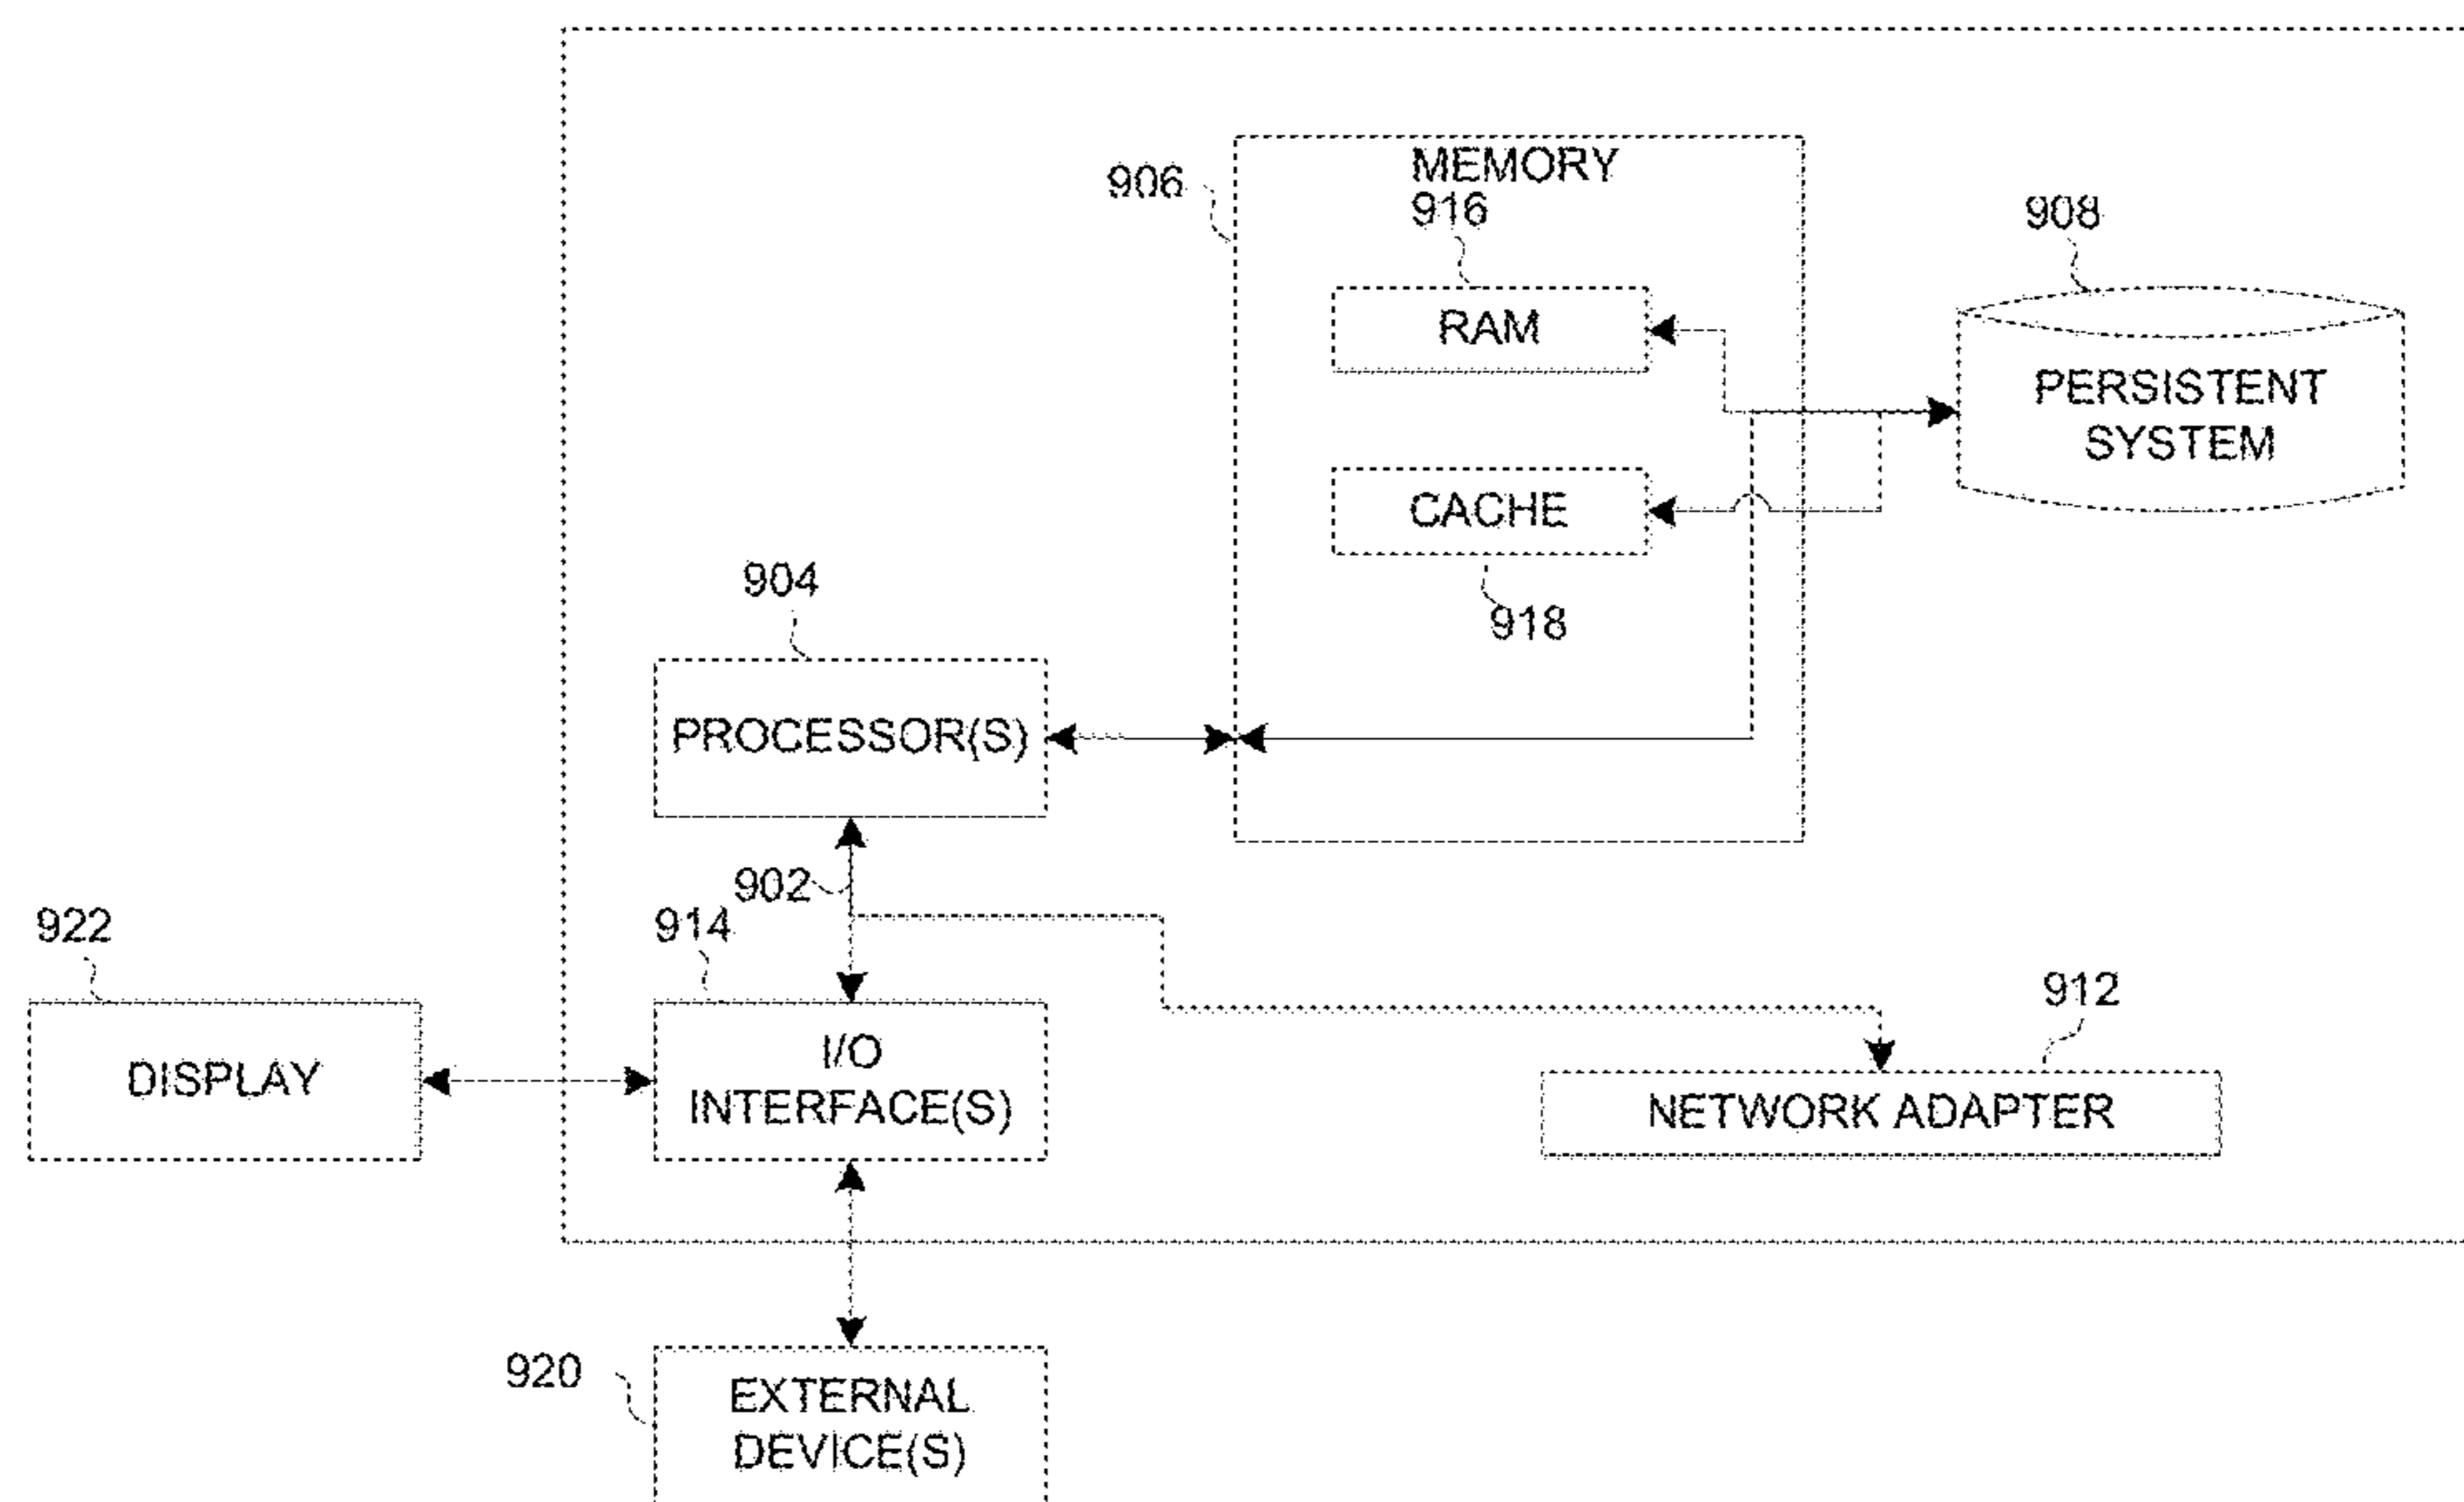 MEMORY
906
916
908
RAM
PERSISTENT
SYSTEM
CACHE
904
918
PROCESSOR(S)
902
922
914
912
I/O
INTERFACE(S)
DISPLAY
NETWORK ADAPTER
920
EXTERNAL
DEVICE(S)